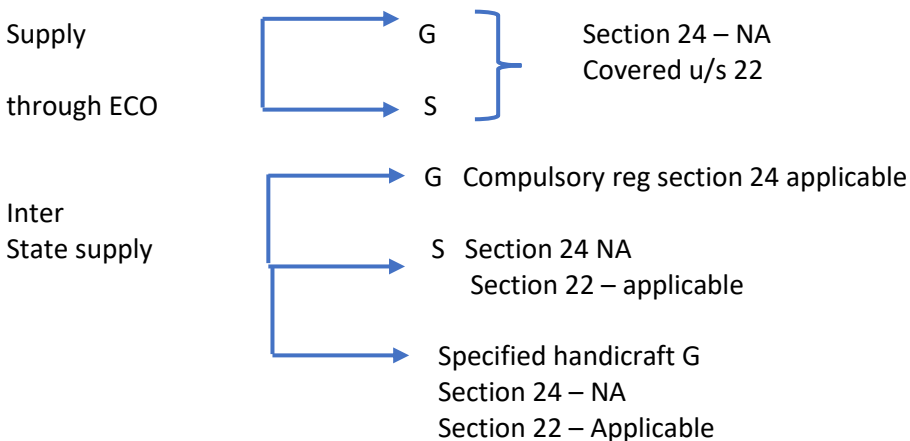 Supply G Section 24 – NA
Covered u/s 22
through ECO S
G Compulsory reg section 24 applicable
Inter
State supply S Section 24 NA
Section 22 – applicable
Specified handicraft G
Section 24 – NA
Section 22 – Applicable